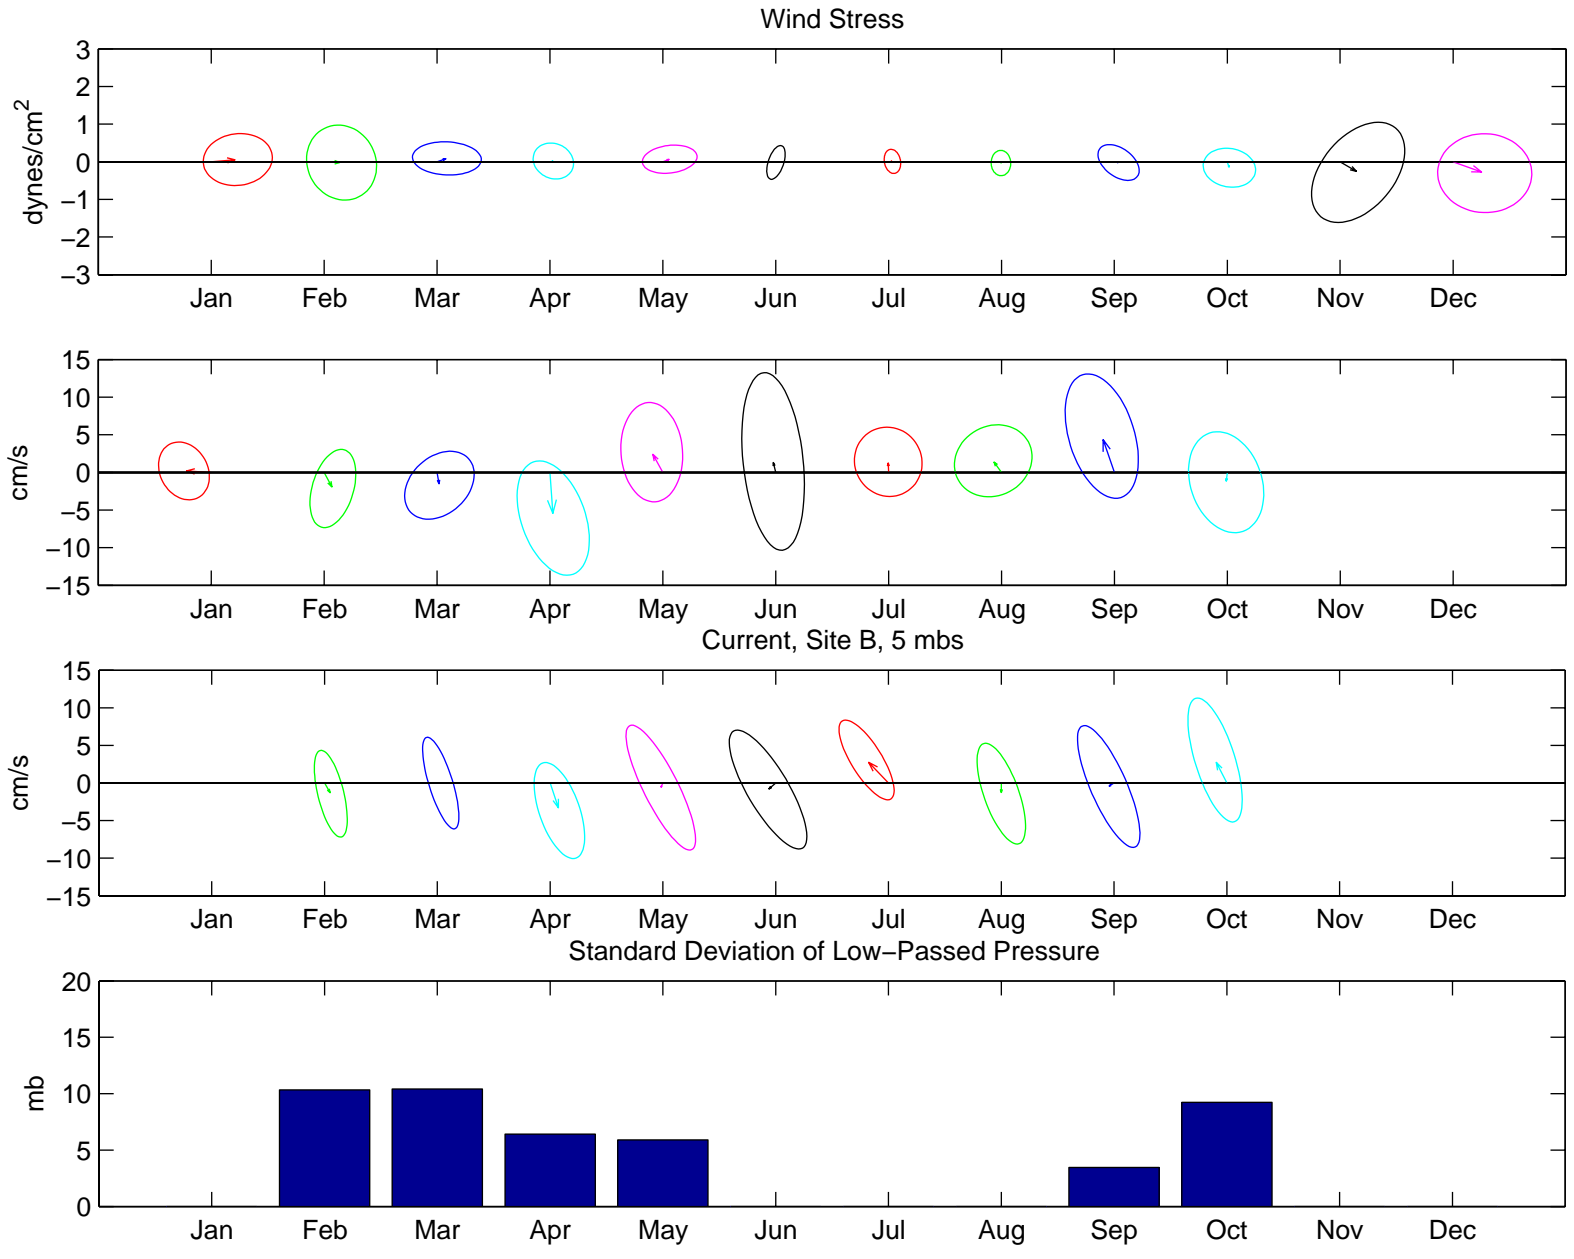 Wind Stress
3
2
1
0
−1
−2
−3
dynes/cm2
Jan Feb Mar Apr May Jun Jul Aug Sep Oct Nov Dec
15
10
5
0
−5
−10
−15
cm/s
Jan Feb Mar Apr May Jun Jul Aug Sep Oct Nov Dec
Current, Site B, 5 mbs
15
10
5
0
−5
−10
−15
cm/s
Jan Feb Mar Apr May Jun Jul Aug Sep Oct Nov Dec
Standard Deviation of Low−Passed Pressure
20
15
10
5
0
mb
Jan Feb Mar Apr May Jun Jul Aug Sep Oct Nov Dec